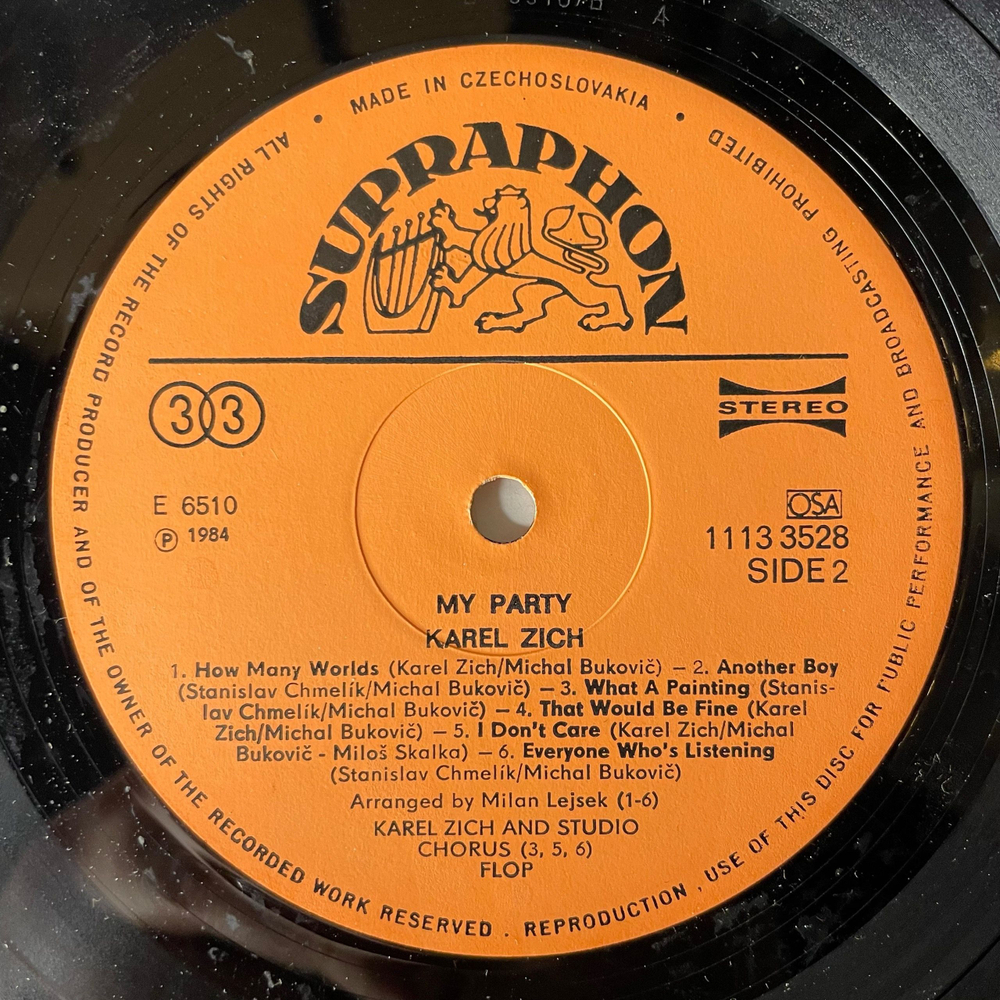 MADE IN CZECHOSLOVAKIA
ALL RIGHTS OF THE RECORD PRODUCER AND OF THE OWNER OF THE RECORDED WORK RESERVED . REPRODUCTION , USE OF THIS DISC FOR PUBLIC PERFORMANCE AND BROADCASTING PROHIBITED
SUPRAPHON
33
STEREO
E 6510
Ⓟ 1984
OSA
1113 3528
SIDE 2
MY PARTY
KAREL ZICH
1. How Many Worlds (Karel Zich/Michal Bukovič) – 2. Another Boy
(Stanislav Chmelík/Michal Bukovič) – 3. What A Painting (Stanis-
lav Chmelík/Michal Bukovič) – 4. That Would Be Fine (Karel
Zich/Michal Bukovič) – 5. I Don't Care (Karel Zich/Michal
Bukovič - Miloš Skalka) – 6. Everyone Who's Listening
(Stanislav Chmelík/Michal Bukovič)
Arranged by Milan Lejsek (1-6)
KAREL ZICH AND STUDIO
CHORUS (3, 5, 6)
FLOP